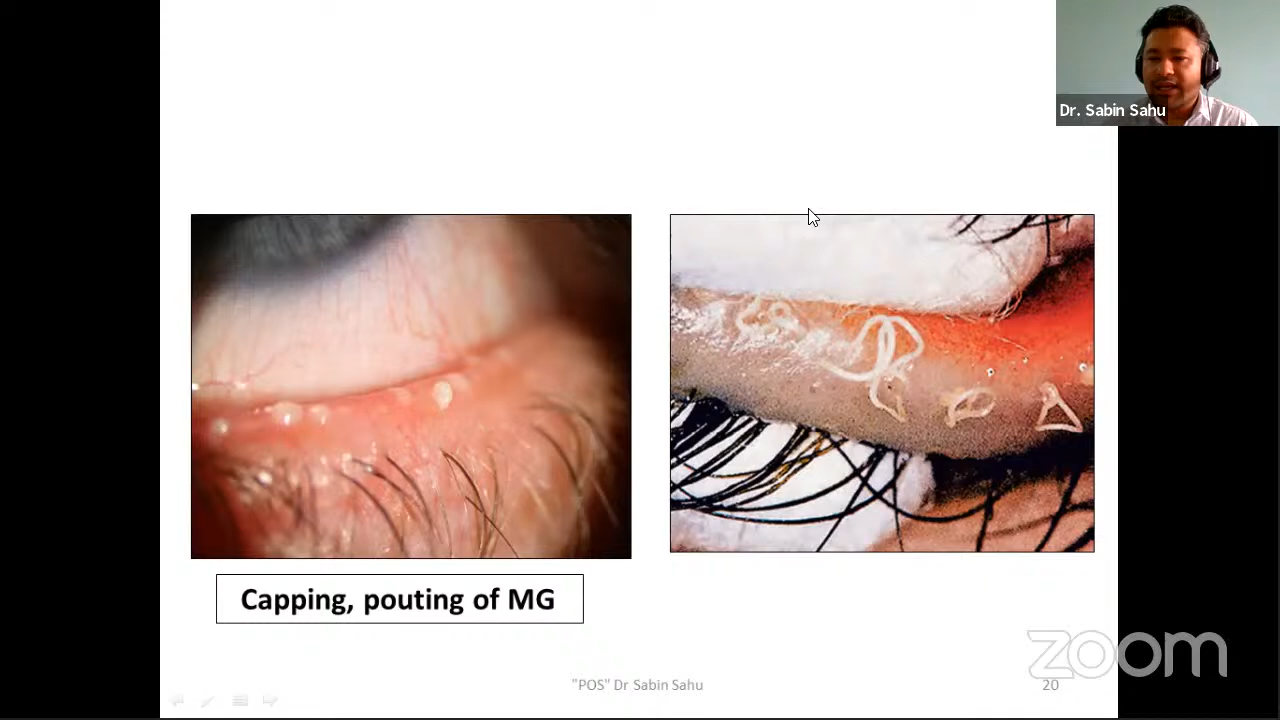 Dr. Sabin Sahu
Capping, pouting of MG
zoom
"POS" Dr Sabin Sahu
20